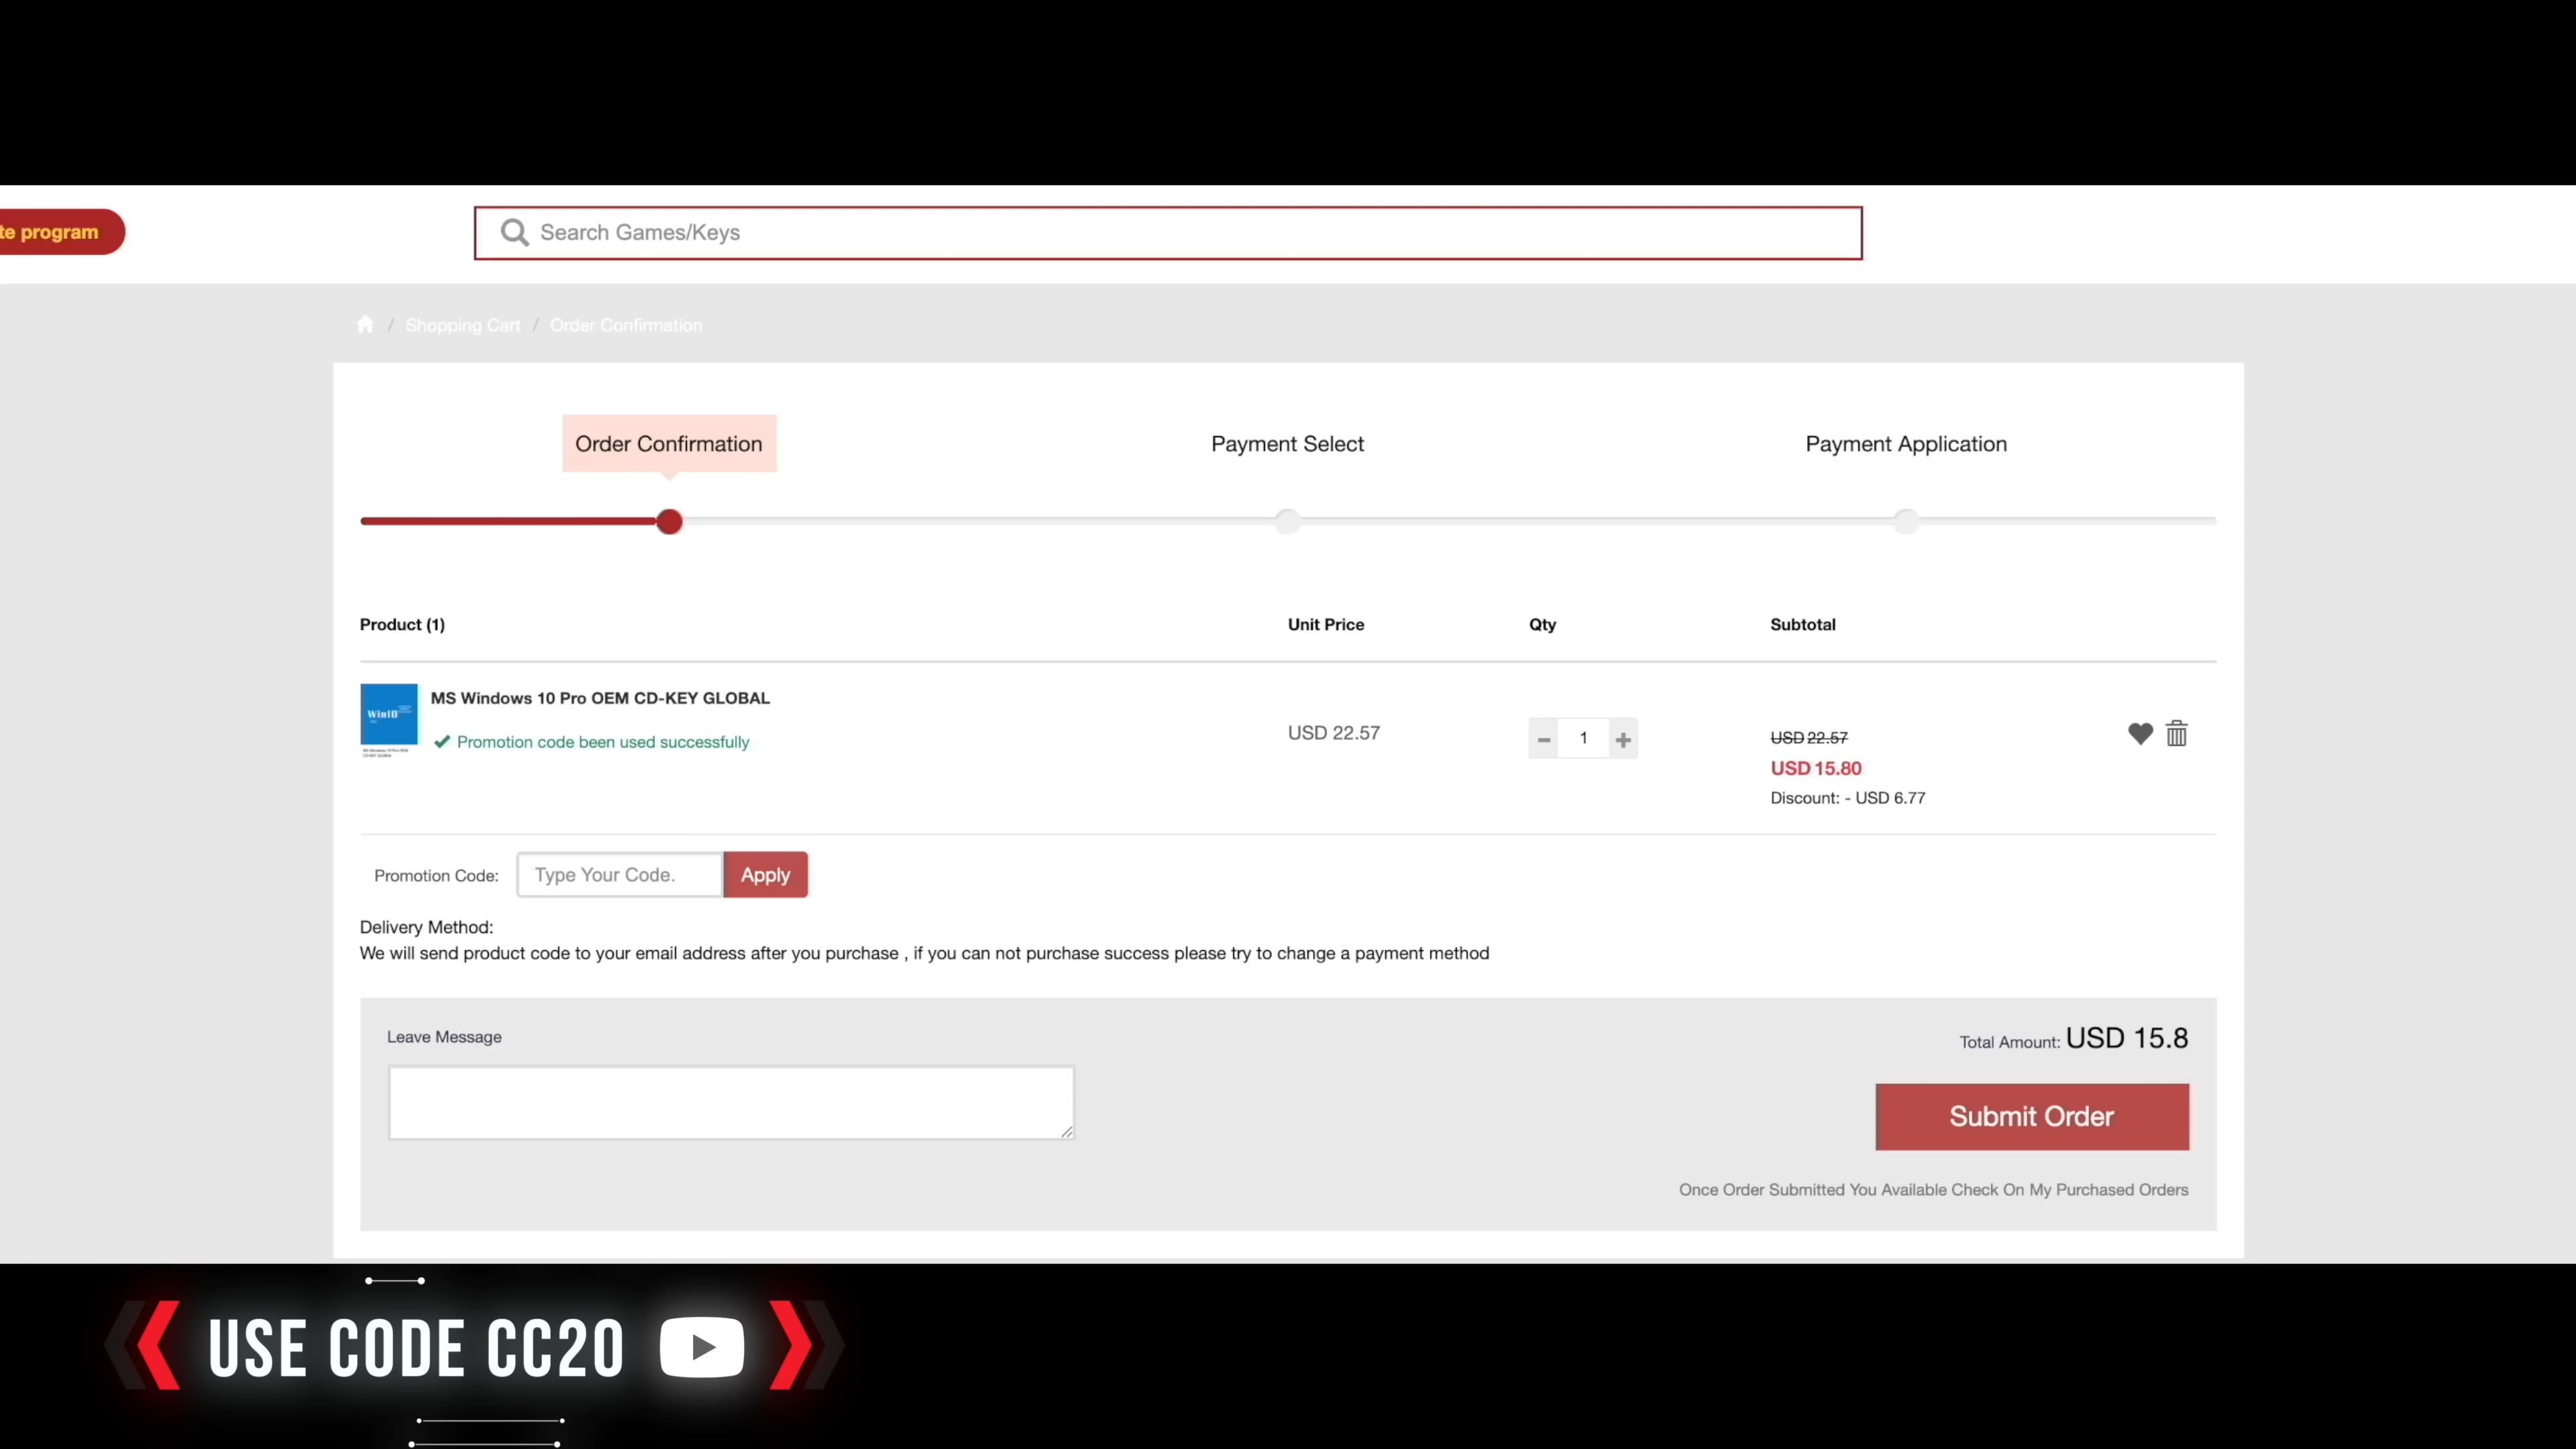 te program
Search Games/Keys
/ Shopping Cart / Order Confirmation
Order Confirmation
Payment Select
Payment Application
Product (1)
Unit Price
Qty
Subtotal
Win10
MS Windows 10 Pro OEM CD-KEY GLOBAL
Promotion code been used successfully
USD 22.57
1
USD 22.57
USD 15.80
Discount: - USD 6.77
Promotion Code:
Type Your Code.
Apply
Delivery Method:
We will send product code to your email address after you purchase , if you can not purchase success please try to change a payment method
Leave Message
Total Amount: USD 15.8
Submit Order
Once Order Submitted You Available Check On My Purchased Orders
USE CODE CC20